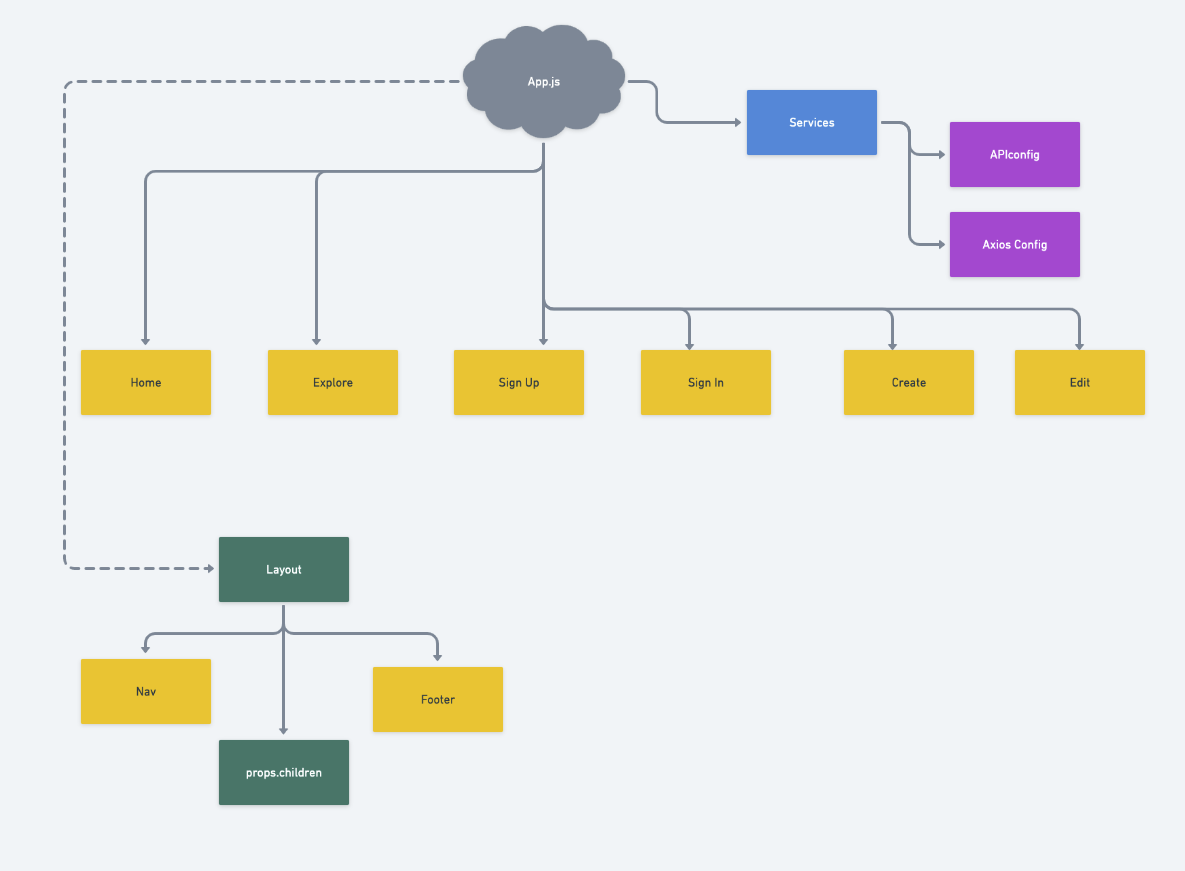 App.js
Services
APIconfig
Axios Config
Home
Explore
Sign Up
Sign In
Create
Edit
Layout
Nav
Footer
props.children